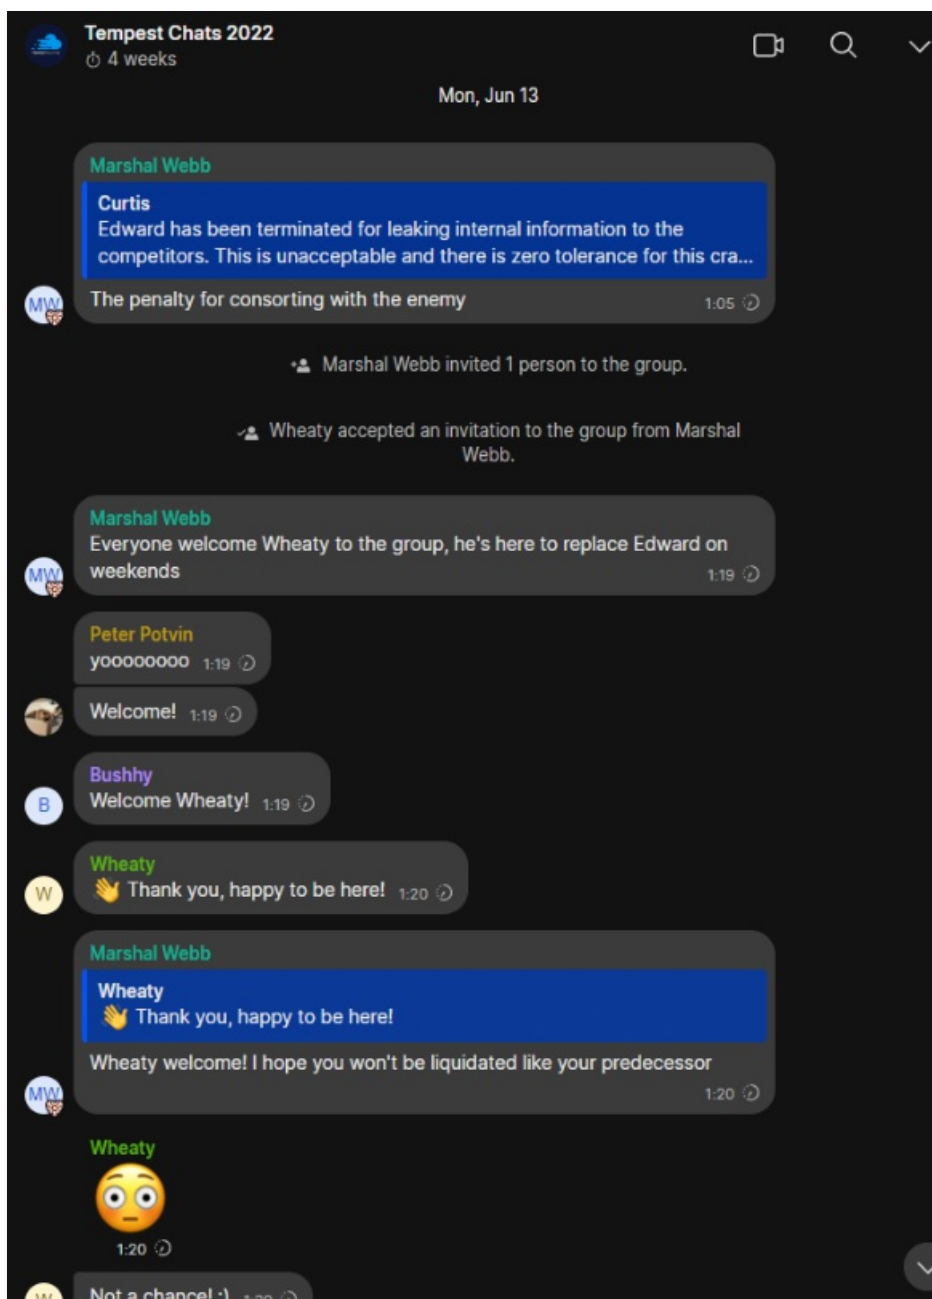 Tempest Chats 2022
4 weeks
Mon, Jun 13
Marshal Webb
Curtis
Edward has been terminated for leaking internal information to the
competitors. This is unacceptable and there is zero tolerance for this cra...
The penalty for consorting with the enemy
1:05
MW
Marshal Webb invited 1 person to the group.
Wheaty accepted an invitation to the group from Marshal
Webb.
Marshal Webb
Everyone welcome Wheaty to the group, he's here to replace Edward on
weekends
1:19
MW
Peter Potvin
yooooooooo 1:19
Welcome! 1:19
Bushhy
B
Welcome Wheaty! 1:19
Wheaty
W
👋 Thank you, happy to be here! 1:20
Marshal Webb
Wheaty
👋 Thank you, happy to be here!
Wheaty welcome! I hope you won't be liquidated like your predecessor
1:20
MW
Wheaty
😳
1:20
W
Not a chance! :) 1:20